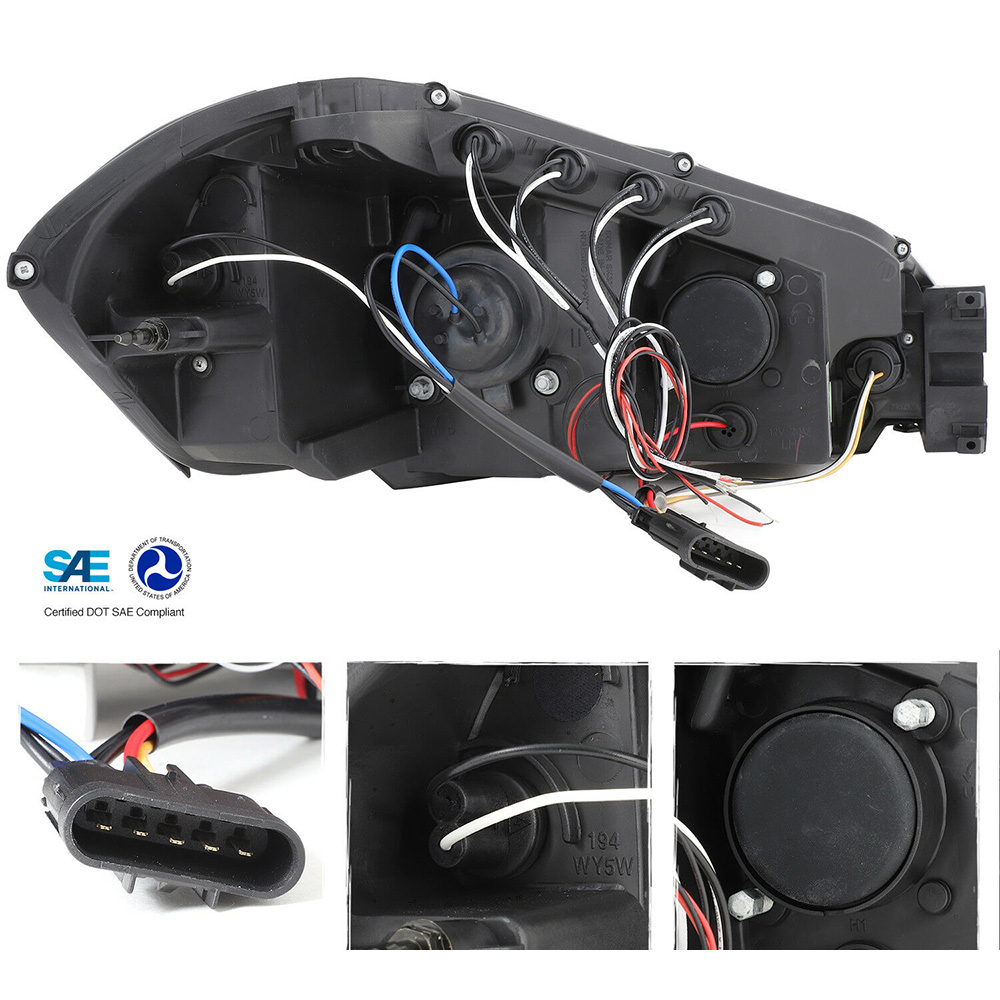 194
WY5W
SAE
INTERNATIONAL
DEPARTMENT OF TRANSPORTATION
UNITED STATES OF AMERICA
Certified DOT SAE Compliant
194
WY5W
H1